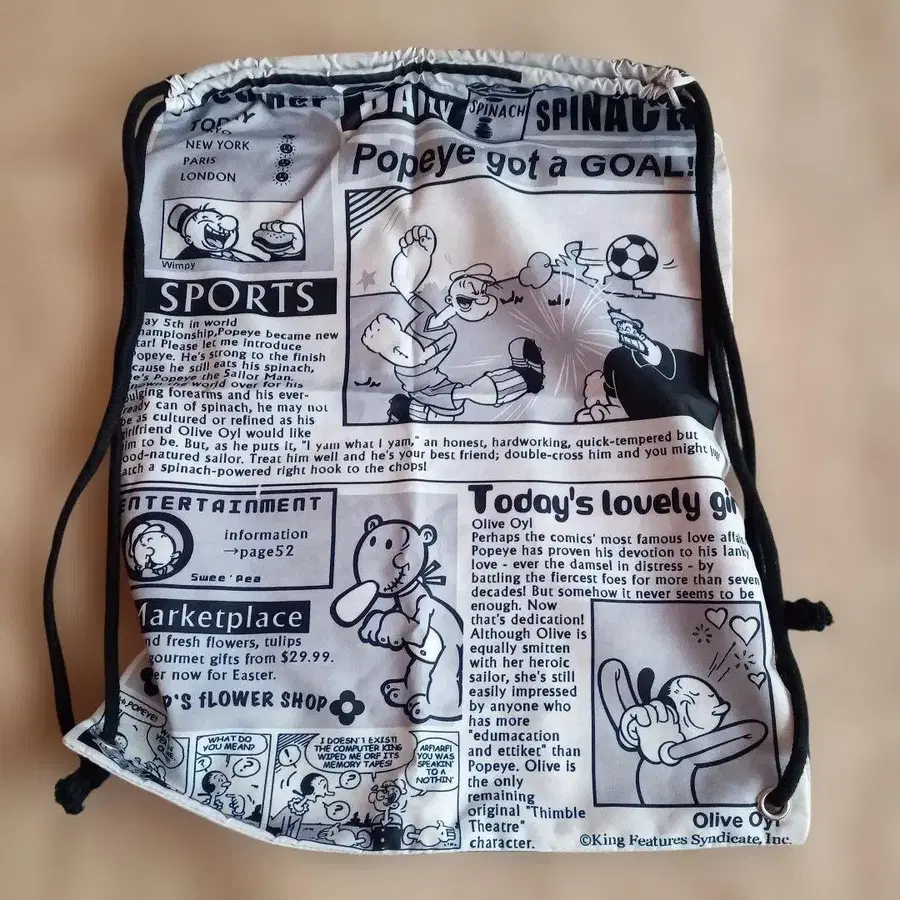 TODAY
NEW YORK
PARIS
LONDON
Wimpy
DAILY
SPINACH
SPINACH
Popeye got a GOAL!
SPORTS
ay 5th in world
hampionship,Popeye became new
tar! Please let me introduce
opeye. He's strong to the finish
cause he still eats his spinach,
e's Popeye the Sailor Man.
nown the world over for his
ulging forearms and his ever-
ready can of spinach, he may not
be as cultured or refined as his
girlfriend Olive Oyl would like
him to be. But, as he puts it, "I yam what I yam," an honest, hardworking, quick-tempered but
ood-natured sailor. Treat him well and he's your best friend; double-cross him and you might
atch a spinach-powered right hook to the chops!
ENTERTAINMENT
information
→page52
Swee'Pea
Marketplace
nd fresh flowers, tulips
gourmet gifts from $29.99.
er now for Easter.
P'S fLOWER SHOP
POPEYE!
WHAT DO
YOU MEAN?
I DOESN'T EXIST!
THE COMPUTER KING
WIPED ME ORF ITS
MEMORY TAPES!
ARF!ARF!
YOU WAS
SPEAKIN'
TO A
NOTHIN'
Today's lovely gi
Olive Oyl
Perhaps the comics' most famous love affai
Popeye has proven his devotion to his lanky
love - ever the damsel in distress - by
battling the fiercest foes for more than seven
decades! But somehow it never seems to be
enough. Now
that's dedication!
Although Olive is
equally smitten
with her heroic
sailor, she's still
easily impressed
by anyone who
has more
"edumacation
and ettiket" than
Popeye. Olive is
the only
remaining
original "Thimble
Theatre"
character.
Olive Oyl
©King Features Syndicate, Inc.